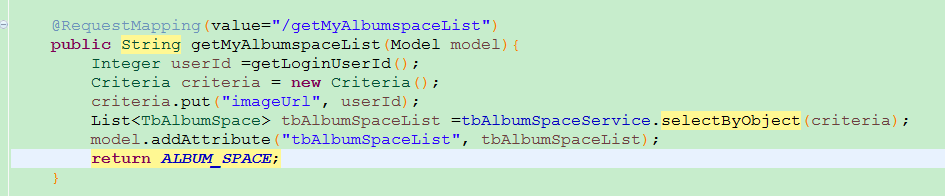 @RequestMapping(value="/getMyAlbumspaceList")
public String getMyAlbumspaceList(Model model){
Integer userId =getLoginUserId();
Criteria criteria = new Criteria();
criteria.put("imageUrl", userId);
List<TbAlbumSpace> tbAlbumSpaceList =tbAlbumSpaceService.selectByObject(criteria);
model.addAttribute("tbAlbumSpaceList", tbAlbumSpaceList);
return ALBUM_SPACE;
}